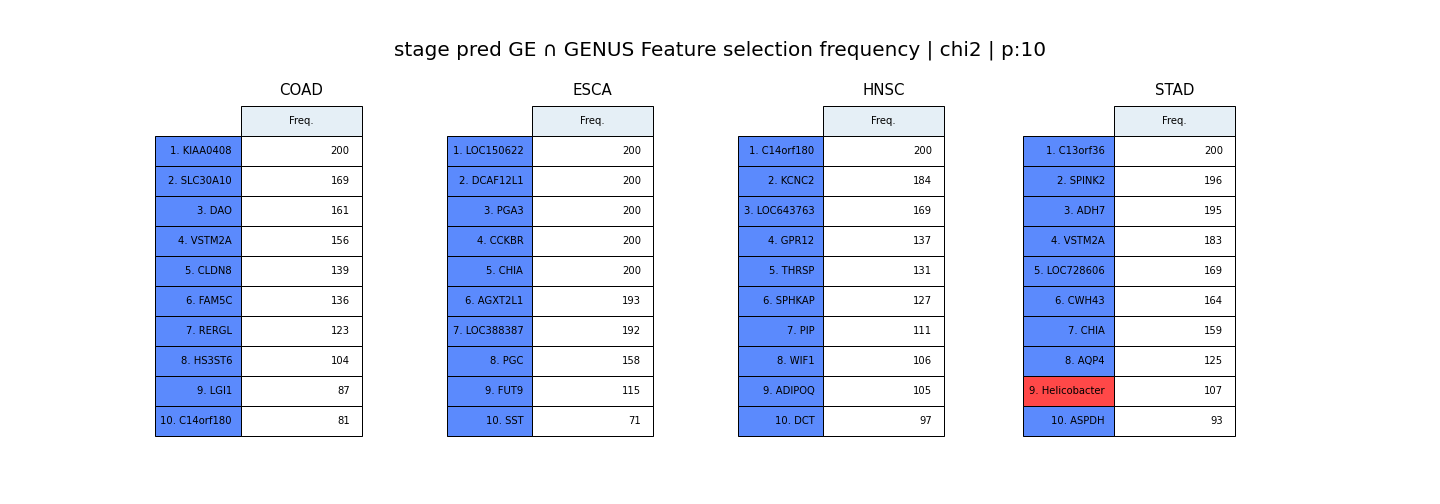 stage pred GE ∩ GENUS Feature selection frequency | chi2 | p:10
COAD
Freq.
1. KIAA0408 200
2. SLC30A10 169
3. DAO 161
4. VSTM2A 156
5. CLDN8 139
6. FAM5C 136
7. RERGL 123
8. HS3ST6 104
9. LGI1 87
10. C14orf180 81
ESCA
Freq.
1. LOC150622 200
2. DCAF12L1 200
3. PGA3 200
4. CCKBR 200
5. CHIA 200
6. AGXT2L1 193
7. LOC388387 192
8. PGC 158
9. FUT9 115
10. SST 71
HNSC
Freq.
1. C14orf180 200
2. KCNC2 184
3. LOC643763 169
4. GPR12 137
5. THRSP 131
6. SPHKAP 127
7. PIP 111
8. WIF1 106
9. ADIPOQ 105
10. DCT 97
STAD
Freq.
1. C13orf36 200
2. SPINK2 196
3. ADH7 195
4. VSTM2A 183
5. LOC728606 169
6. CWH43 164
7. CHIA 159
8. AQP4 125
9. Helicobacter 107
10. ASPDH 93